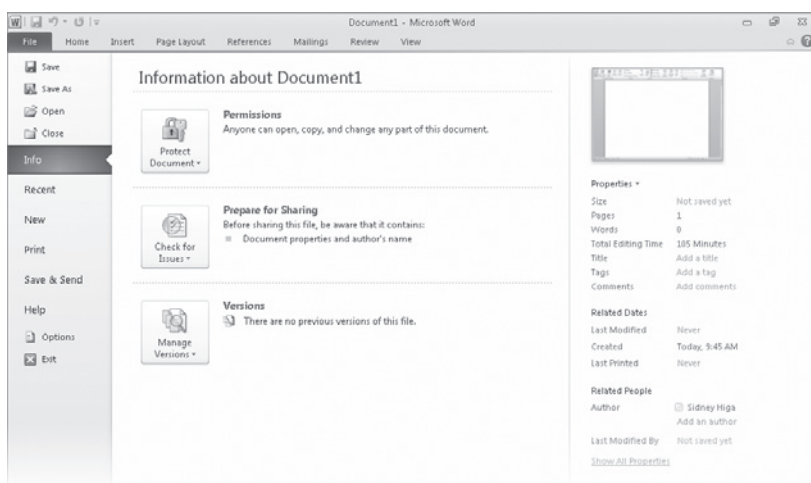 Document1 - Microsoft Word
File Home Insert Page Layout References Mailings Review View
Save
Save As
Open
Close
Info
Recent
New
Print
Save & Send
Help
Options
Exit
Information about Document1
Protect
Document
Permissions
Anyone can open, copy, and change any part of this document.
Check for
Issues
Prepare for Sharing
Before sharing this file, be aware that it contains:
Document properties and author's name
Manage
Versions
Versions
There are no previous versions of this file.
Properties
Size Not saved yet
Pages 1
Words 0
Total Editing Time 105 Minutes
Title Add a title
Tags Add a tag
Comments Add comments
Related Dates
Last Modified Never
Created Today, 9:45 AM
Last Printed Never
Related People
Author Sidney Higa
Add an author
Last Modified By Not saved yet
Show All Properties